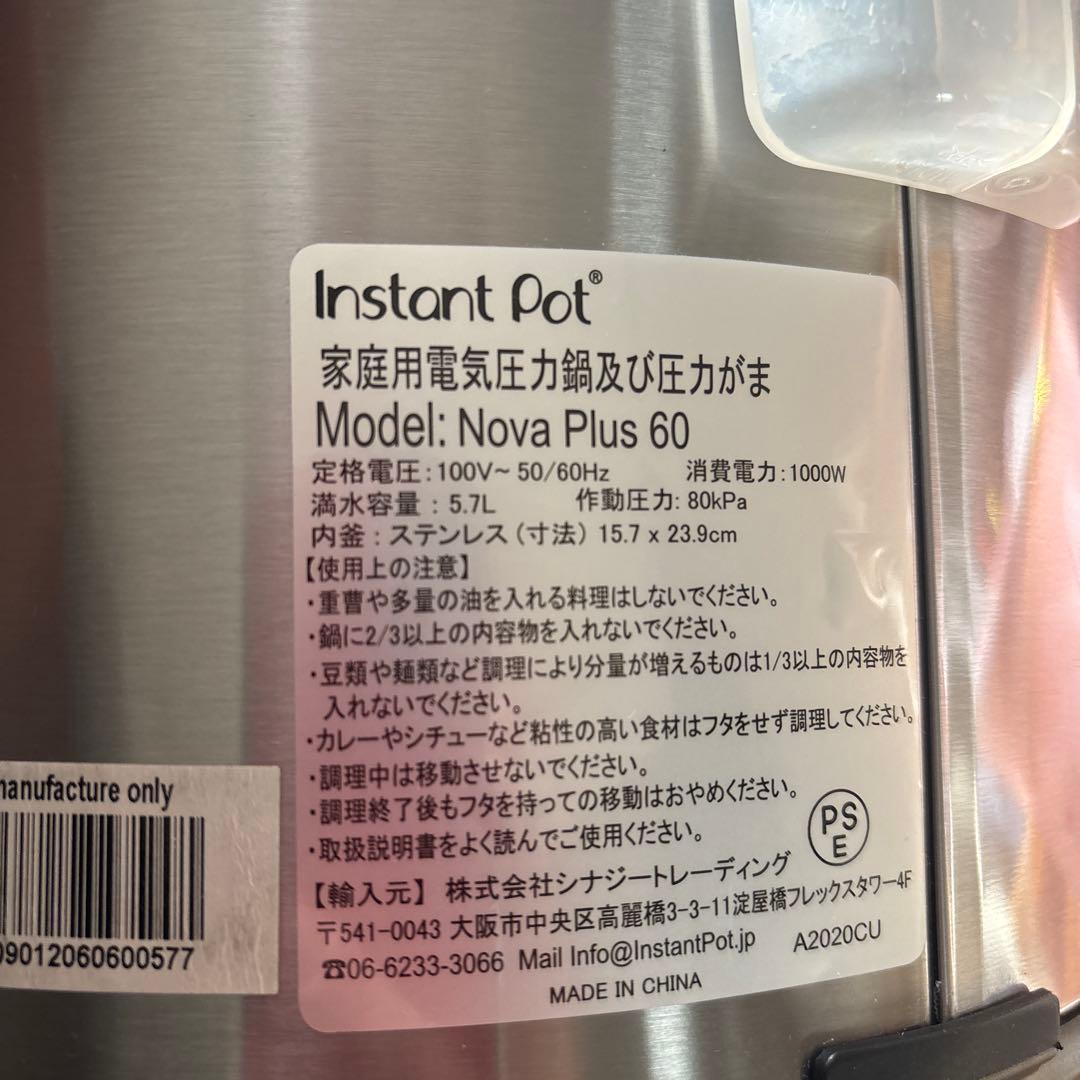 Instant Pot®
家庭用電気圧力鍋及び圧力がま
Model: Nova Plus 60
定格電圧:100V~ 50/60Hz 消費電力:1000W
満水容量:5.7L 作動圧力: 80kPa
内釜:ステンレス(寸法) 15.7 x 23.9cm
【使用上の注意】
・重曹や多量の油を入れる料理はしないでください。
・鍋に2/3以上の内容物を入れないでください。
・豆類や麺類など調理により分量が増えるものは1/3以上の内容物を
入れないでください。
・カレーやシチューなど粘性の高い食材はフタをせず調理してください。
・調理中は移動させないでください。
・調理終了後もフタを持っての移動はおやめください。
・取扱説明書をよく読んでご使用ください。
PS
E
【輸入元】 株式会社シナジートレーディング
〒541-0043 大阪市中央区高麗橋3-3-11淀屋橋フレックスタワー4F
☎06-6233-3066 Mail Info@InstantPot.jp A2020CU
MADE IN CHINA
manufacture only
09012060600577